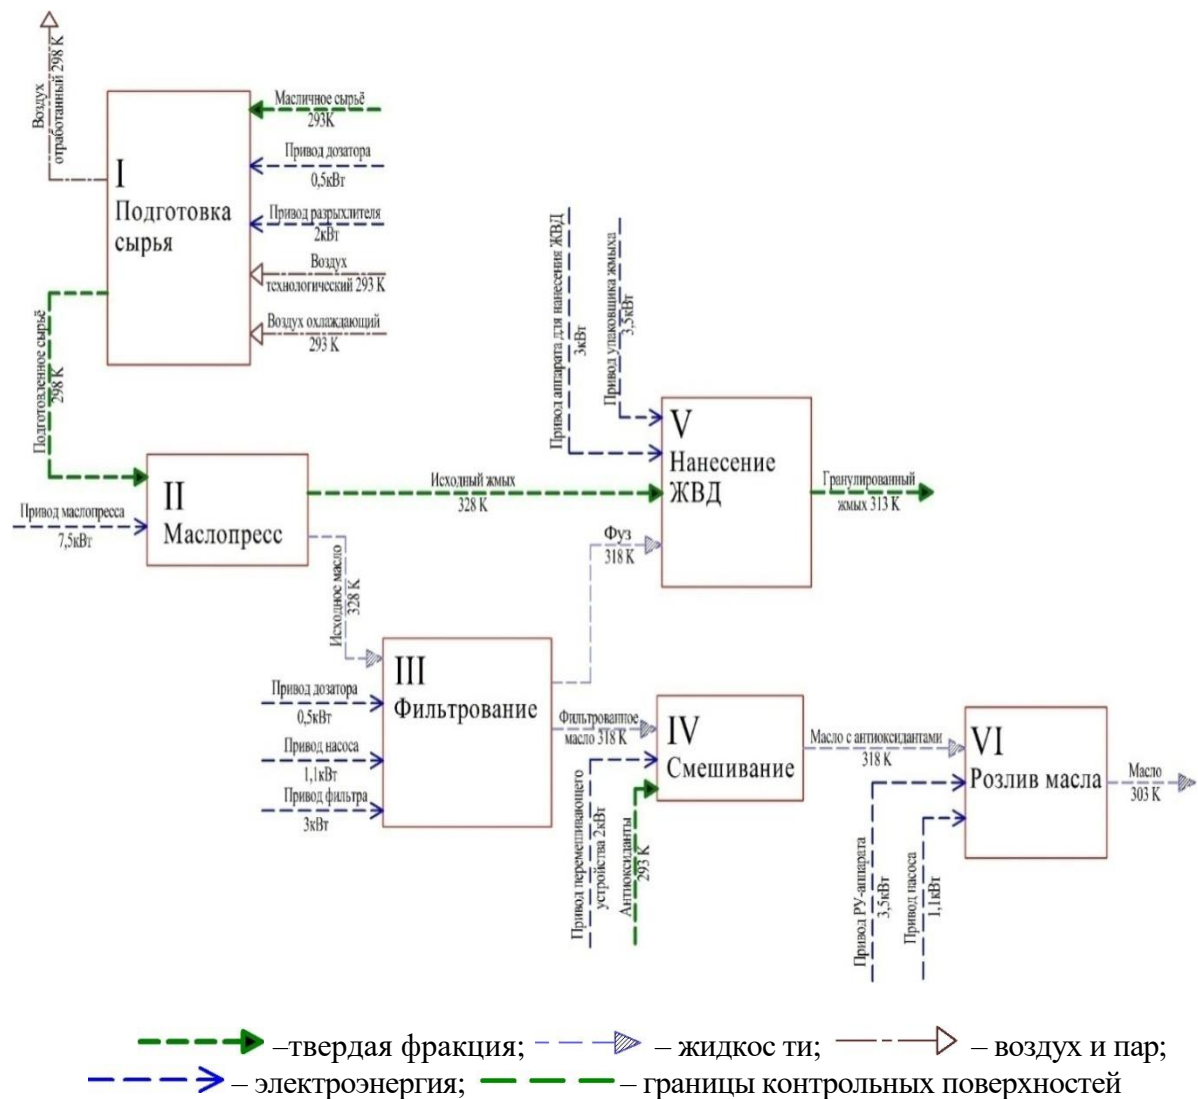 Воздух
отработанный 298 K
Масличное сырьё
293K
Привод дозатора
0,5кВт
Привод разрыхлителя
2кВт
Воздух
технологический 293 K
Воздух охлаждающий
293 K
I
Подготовка
сырья
Подготовленное сырьё
298 K
Привод маслопресса
7,5кВт
II
Маслопресс
Исходный жмых
328 K
Исходное масло
328 K
Привод аппарата для нанесения ЖВД
3кВт
Привод упаковщика жмыха
3,5кВт
V
Нанесение
ЖВД
Гранулированный
жмых 313 K
Фуз
318 K
III
Фильтрование
Привод дозатора
0,5кВт
Привод насоса
1,1кВт
Привод фильтра
3кВт
Фильтрованное
масло 318 K
IV
Смешивание
Привод перемешивающего
устройства 2кВт
Антиоксиданты
293 K
Масло с антиоксидантами
318 K
VI
Розлив масла
Привод РУ-аппарата
3,5кВт
Привод насоса
1,1кВт
Масло
303 K
–твердая фракция; – жидкос ти; – воздух и пар;
– электроэнергия; – границы контрольных поверхностей